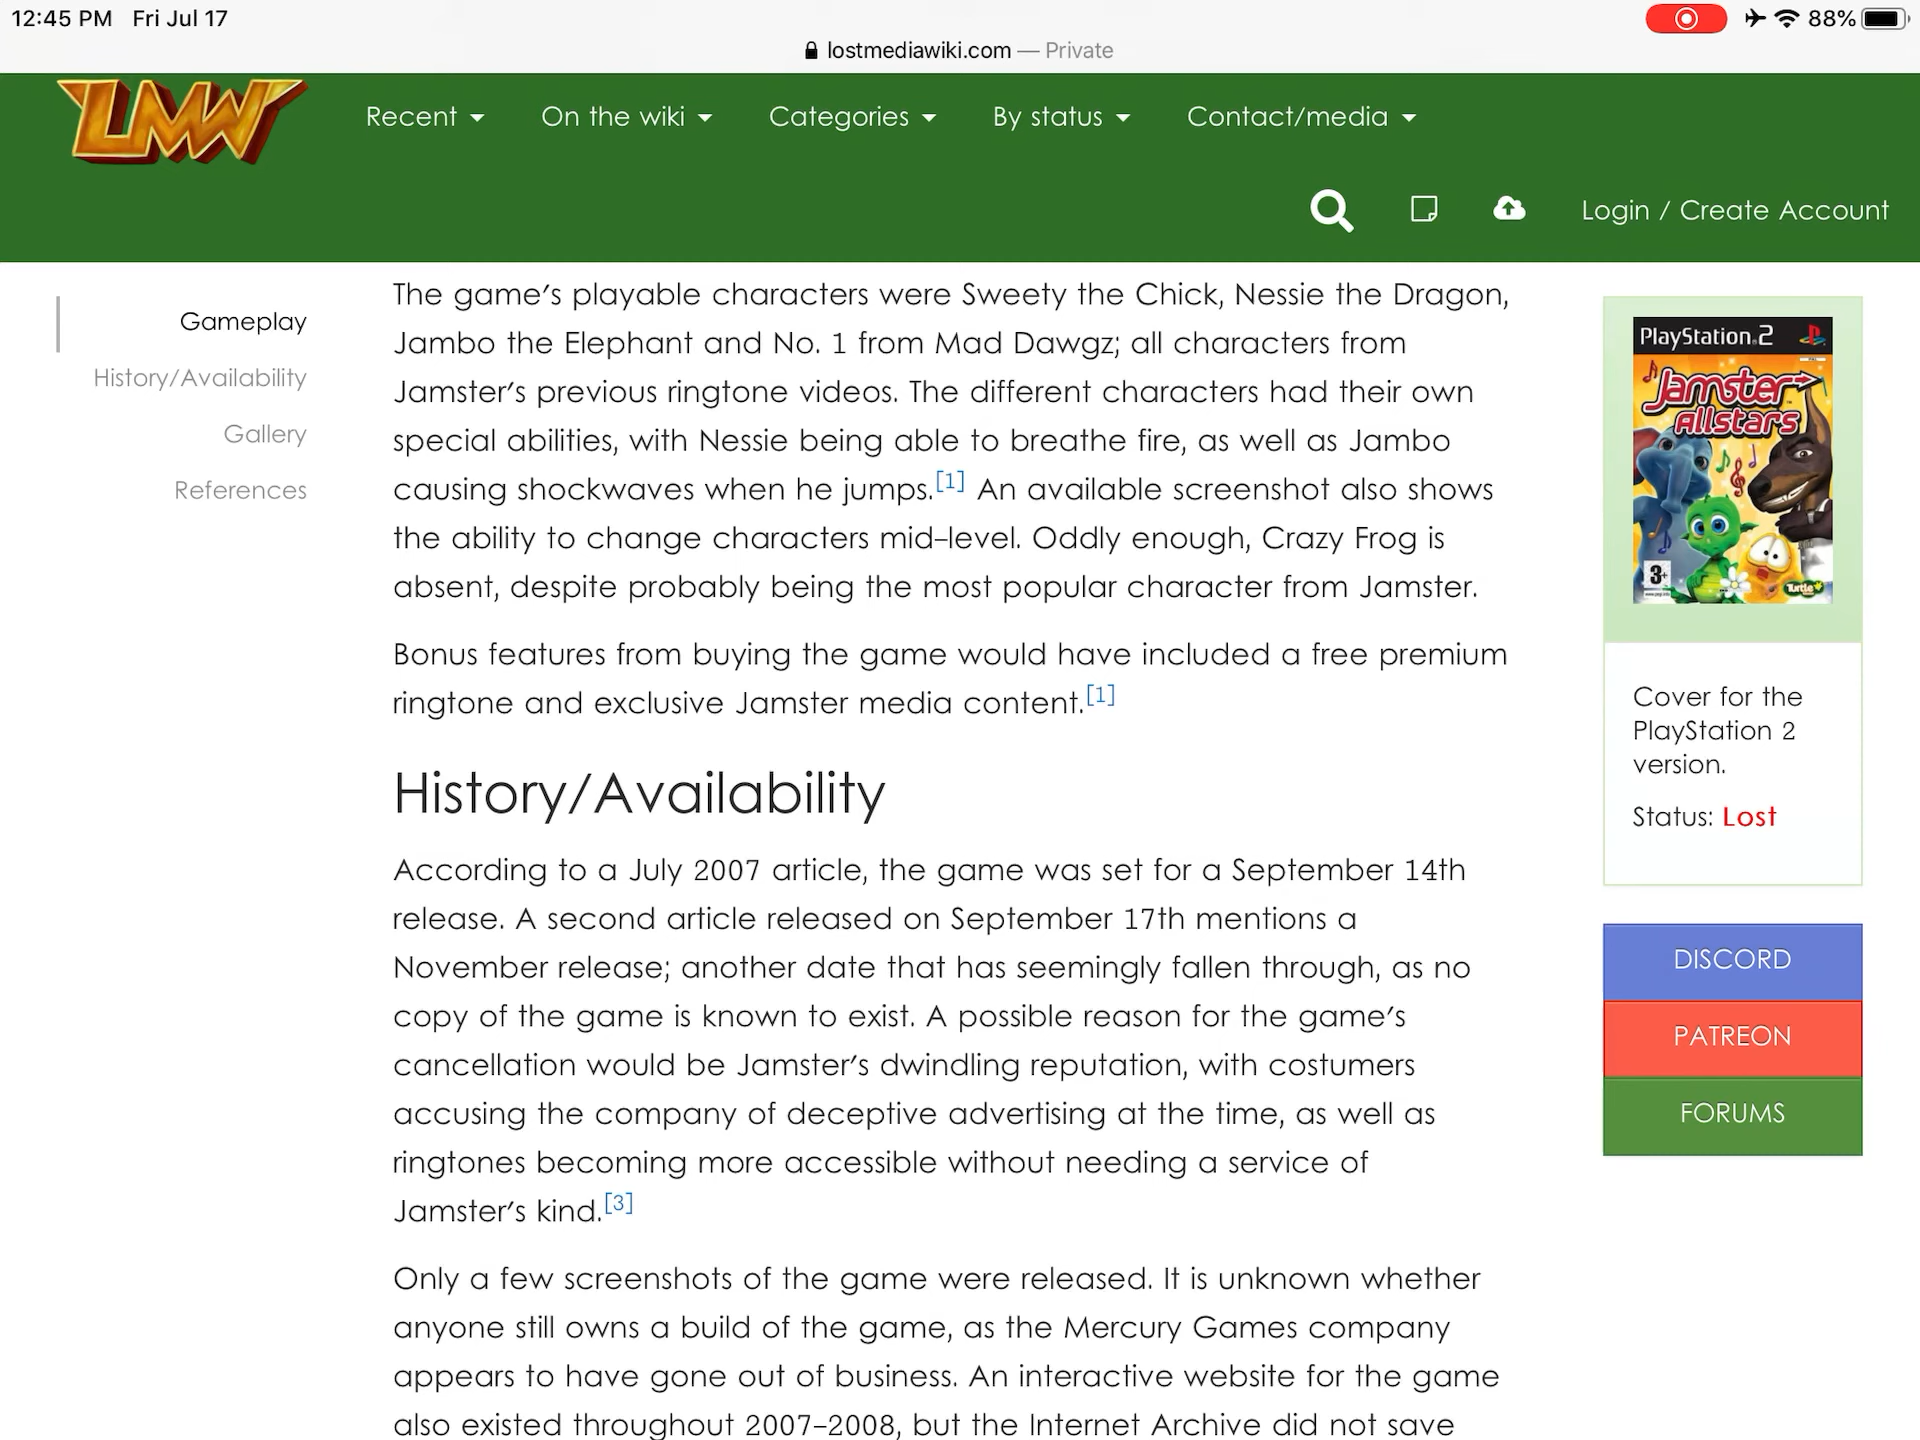 12:45 PM Fri Jul 17
88%
lostmediawiki.com — Private
LMW
Recent
On the wiki
Categories
By status
Contact/media
Login / Create Account
Gameplay
History/Availability
Gallery
References
The game's playable characters were Sweety the Chick, Nessie the Dragon,
Jambo the Elephant and No. 1 from Mad Dawgz; all characters from
Jamster's previous ringtone videos. The different characters had their own
special abilities, with Nessie being able to breathe fire, as well as Jambo
causing shockwaves when he jumps.[1] An available screenshot also shows
the ability to change characters mid-level. Oddly enough, Crazy Frog is
absent, despite probably being the most popular character from Jamster.
Bonus features from buying the game would have included a free premium
ringtone and exclusive Jamster media content.[1]
History/Availability
According to a July 2007 article, the game was set for a September 14th
release. A second article released on September 17th mentions a
November release; another date that has seemingly fallen through, as no
copy of the game is known to exist. A possible reason for the game's
cancellation would be Jamster's dwindling reputation, with costumers
accusing the company of deceptive advertising at the time, as well as
ringtones becoming more accessible without needing a service of
Jamster's kind.[3]
Only a few screenshots of the game were released. It is unknown whether
anyone still owns a build of the game, as the Mercury Games company
appears to have gone out of business. An interactive website for the game
also existed throughout 2007-2008, but the Internet Archive did not save
PlayStation 2
Jamster
Allstars
3+
Turtle
Cover for the
PlayStation 2
version.
Status: Lost
DISCORD
PATREON
FORUMS